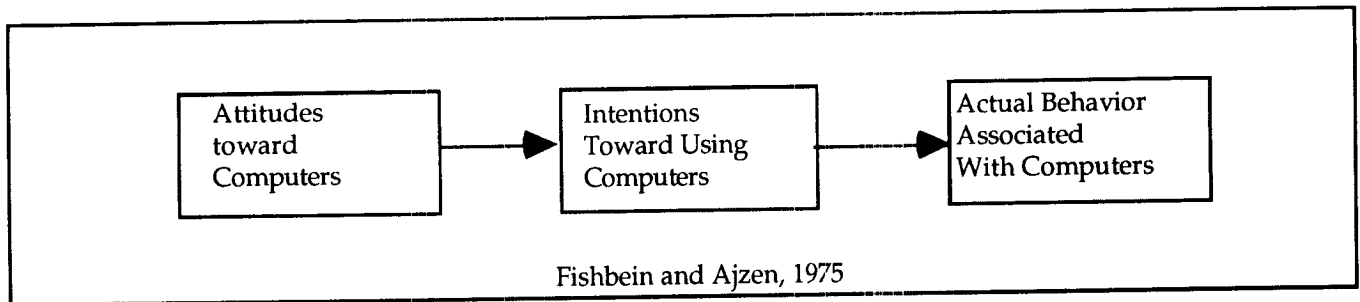 Attitudes
toward
Computers
Intentions
Toward Using
Computers
Actual Behavior
Associated
With Computers
Fishbein and Ajzen, 1975